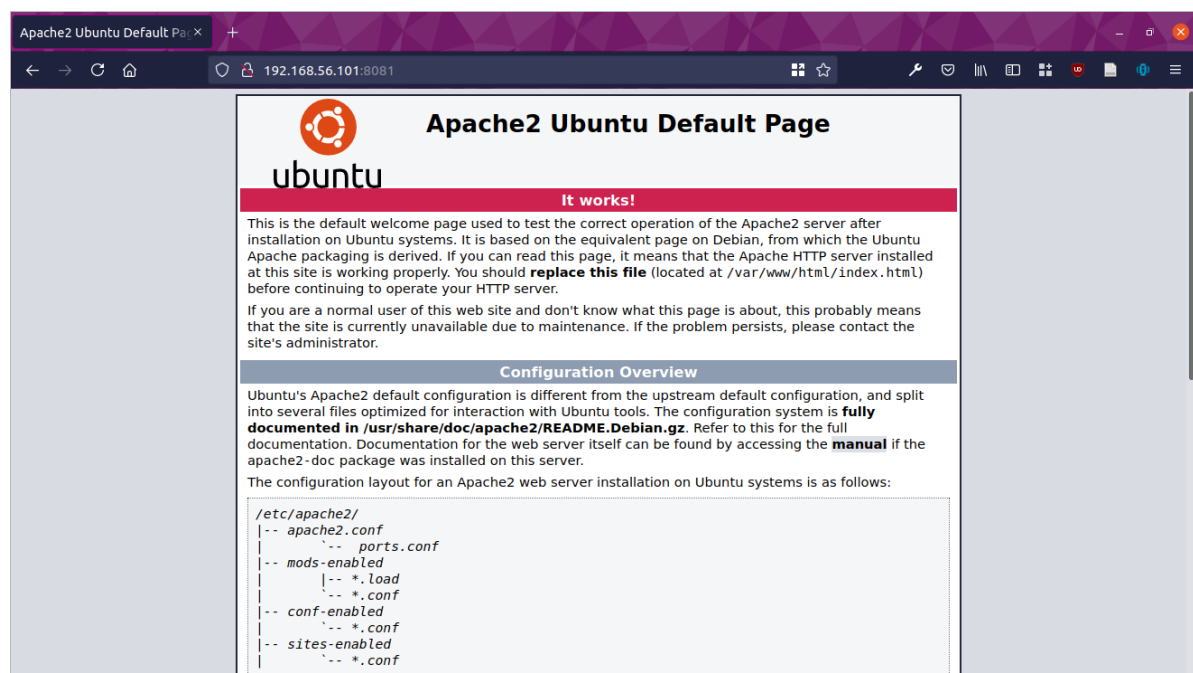 Apache2 Ubuntu Default Pa
192.168.56.101:8081
ubuntu
Apache2 Ubuntu Default Page
It works!
This is the default welcome page used to test the correct operation of the Apache2 server after
installation on Ubuntu systems. It is based on the equivalent page on Debian, from which the Ubuntu
Apache packaging is derived. If you can read this page, it means that the Apache HTTP server installed
at this site is working properly. You should replace this file (located at /var/www/html/index.html)
before continuing to operate your HTTP server.
If you are a normal user of this web site and don't know what this page is about, this probably means
that the site is currently unavailable due to maintenance. If the problem persists, please contact the
site's administrator.
Configuration Overview
Ubuntu's Apache2 default configuration is different from the upstream default configuration, and split
into several files optimized for interaction with Ubuntu tools. The configuration system is fully
documented in /usr/share/doc/apache2/README.Debian.gz. Refer to this for the full
documentation. Documentation for the web server itself can be found by accessing the manual if the
apache2-doc package was installed on this server.
The configuration layout for an Apache2 web server installation on Ubuntu systems is as follows:
/etc/apache2/
|-- apache2.conf
|       `--  ports.conf
|-- mods-enabled
|       |-- *.load
|       `-- *.conf
|-- conf-enabled
|       `-- *.conf
|-- sites-enabled
|       `-- *.conf